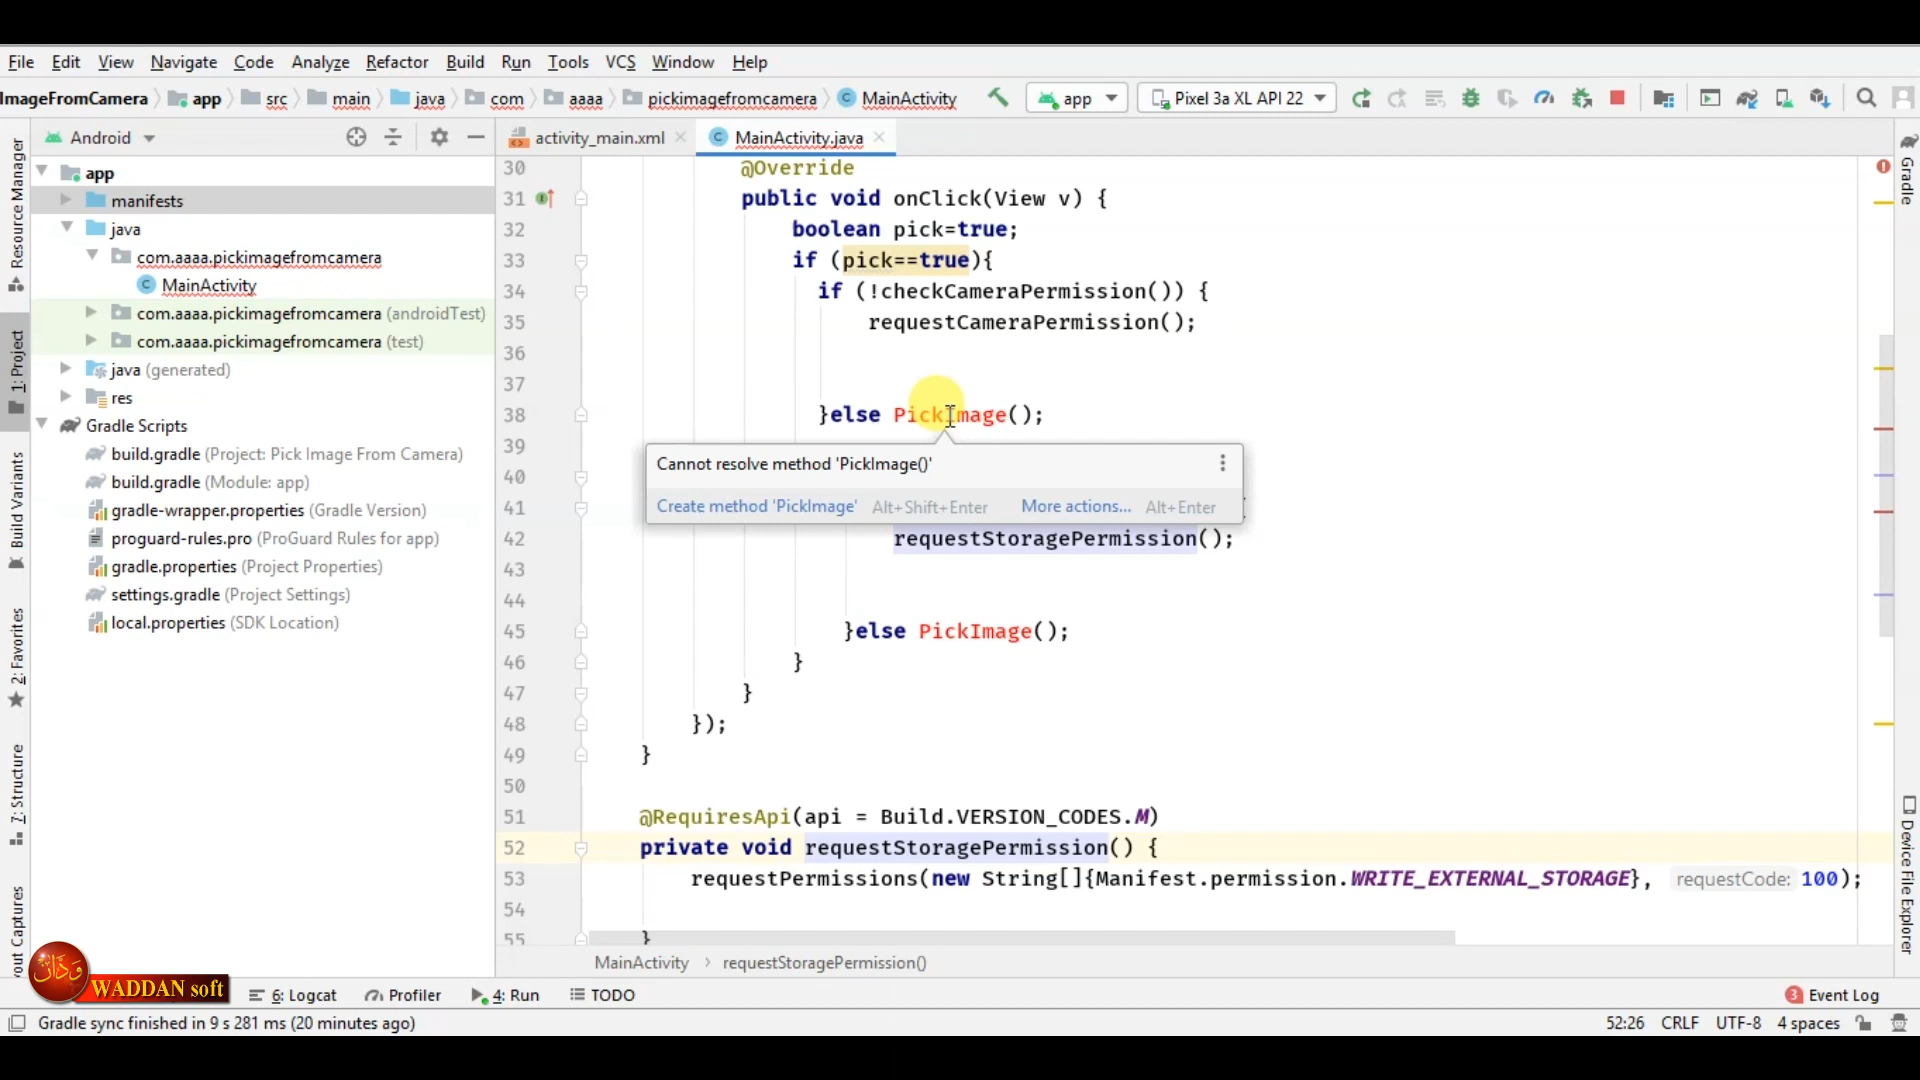 File Edit View Navigate Code Analyze Refactor Build Run Tools VCS Window Help
ImageFromCamera app src main java com aaaa pickimagefromcamera MainActivity app Pixel 3a XL API 22
Android
activity_main.xml MainActivity.java
app
manifests
java
com.aaaa.pickimagefromcamera
MainActivity
com.aaaa.pickimagefromcamera (androidTest)
com.aaaa.pickimagefromcamera (test)
java (generated)
res
Gradle Scripts
build.gradle (Project: Pick Image From Camera)
build.gradle (Module: app)
gradle-wrapper.properties (Gradle Version)
proguard-rules.pro (ProGuard Rules for app)
gradle.properties (Project Properties)
settings.gradle (Project Settings)
local.properties (SDK Location)
Resource Manager
1: Project
Build Variants
2: Favorites
7: Structure
out Captures
30 @Override
31 public void onClick(View v) {
32 boolean pick=true;
33 if (pick==true){
34 if (!checkCameraPermission()) {
35 requestCameraPermission();
36
37
38 }else PickImage();
39
Cannot resolve method 'PickImage()'
40
41
Create method 'PickImage' Alt+Shift+Enter More actions... Alt+Enter
42 requestStoragePermission();
43
44
45 }else PickImage();
46 }
47 }
48 });
49 }
50
51 @RequiresApi(api = Build.VERSION_CODES.M)
52 private void requestStoragePermission() {
53 requestPermissions(new String[]{Manifest.permission.WRITE_EXTERNAL_STORAGE}, requestCode: 100);
54
55 }
MainActivity requestStoragePermission()
Gradle
Device File Explorer
ودّان
WADDAN soft
6: Logcat Profiler 4: Run TODO
3 Event Log
Gradle sync finished in 9 s 281 ms (20 minutes ago)
52:26 CRLF UTF-8 4 spaces